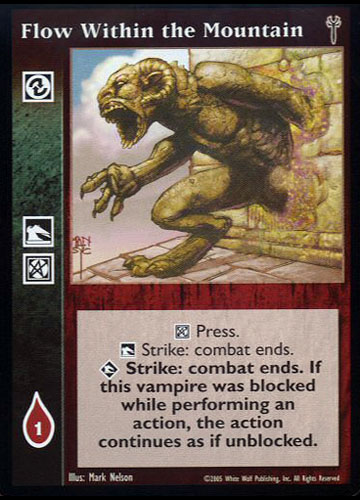 Flow Within the Mountain
Press.
Strike: combat ends.
Strike: combat ends. If
this vampire was blocked
while performing an
action, the action
continues as if unblocked.
1
Illus: Mark Nelson
©2005 White Wolf Publishing, Inc. All Rights Reserved